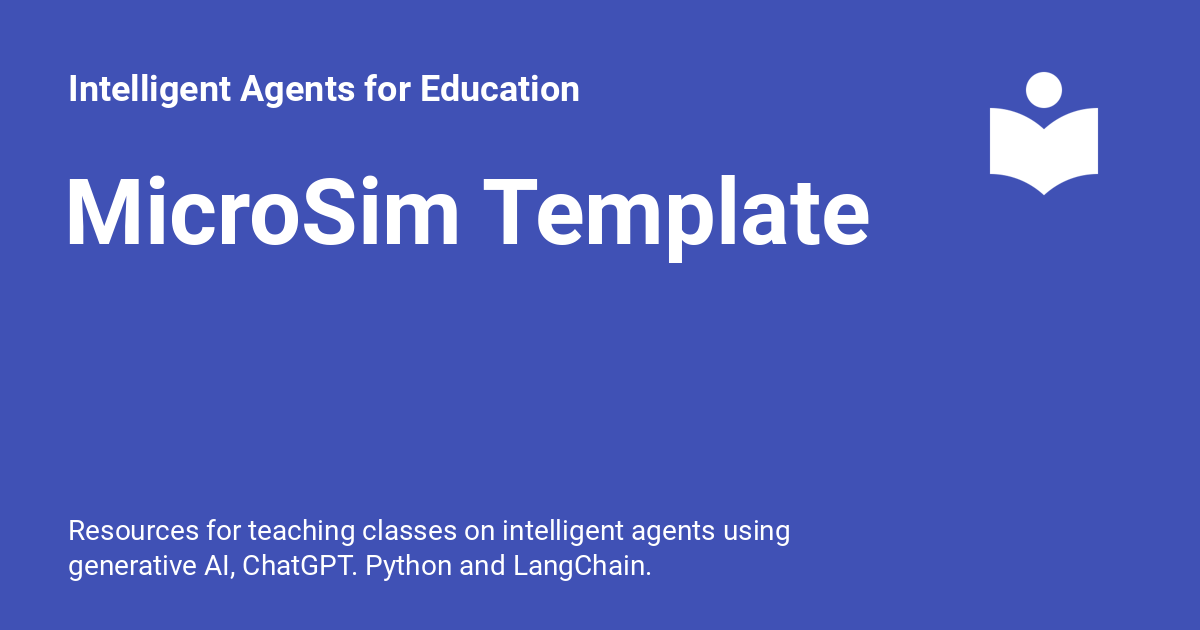 Intelligent Agents for Education
MicroSim Template
Resources for teaching classes on intelligent agents using
generative AI, ChatGPT. Python and LangChain.